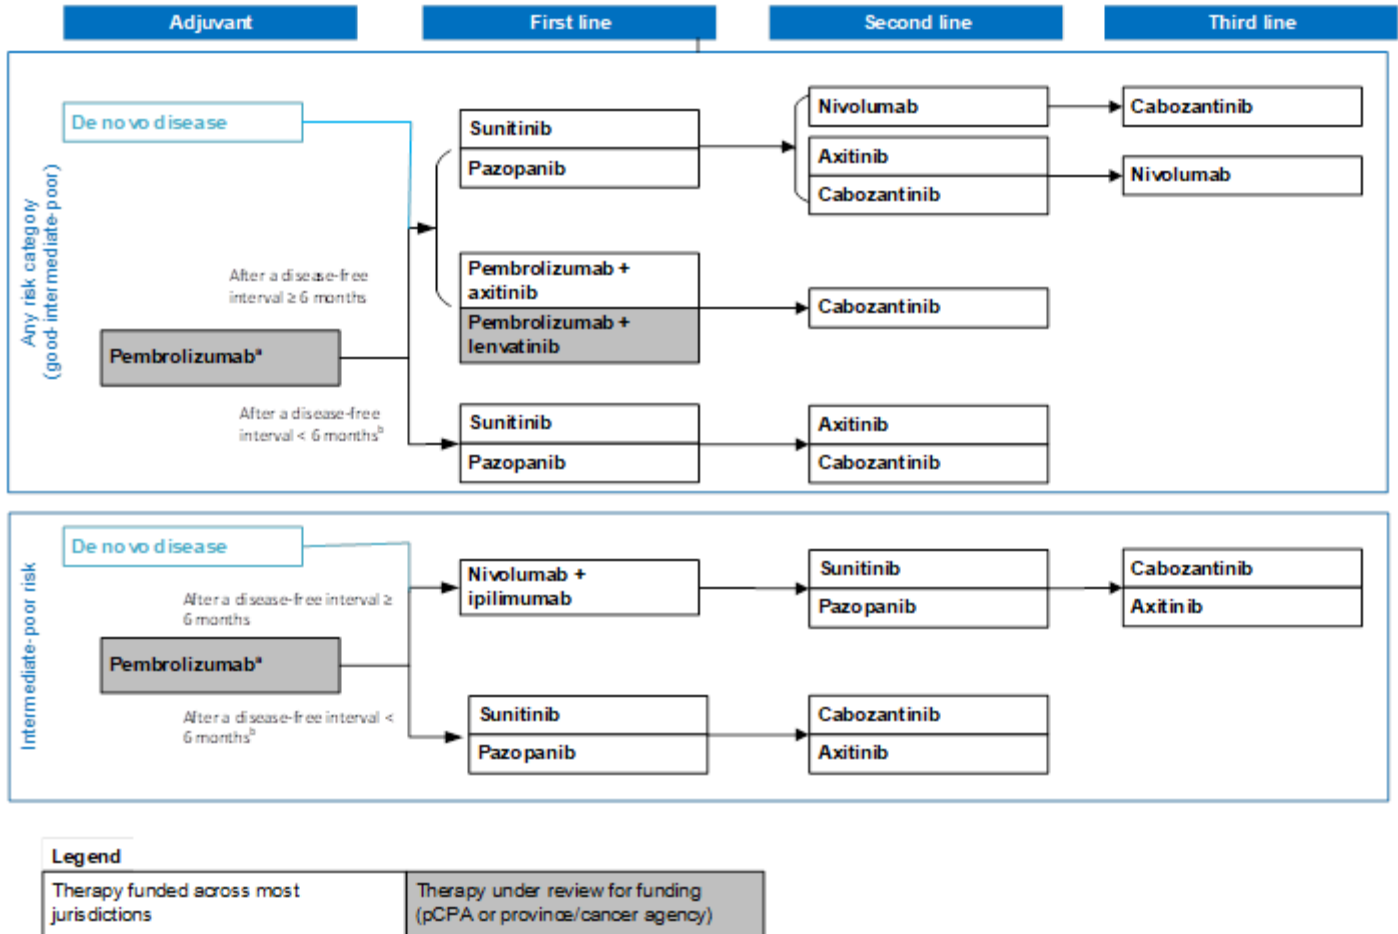 Adjuvant
First line
Second line
Third line
Any risk category
(good-intermediate-poor)
De novo disease
After a disease-free
interval ≥ 6 months
Pembrolizumabᵃ
After a disease-free
interval < 6 monthsᵇ
Sunitinib
Pazopanib
Pembrolizumab +
axitinib
Pembrolizumab +
lenvatinib
Sunitinib
Pazopanib
Nivolumab
Axitinib
Cabozantinib
Cabozantinib
Axitinib
Cabozantinib
Cabozantinib
Nivolumab
Intermediate-poor risk
De novo disease
After a disease-free interval ≥
6 months
Pembrolizumabᵃ
After a disease-free interval <
6 monthsᵇ
Nivolumab +
ipilimumab
Sunitinib
Pazopanib
Sunitinib
Pazopanib
Cabozantinib
Axitinib
Cabozantinib
Axitinib
Legend
Therapy funded across most
jurisdictions
Therapy under review for funding
(pCPA or province/cancer agency)